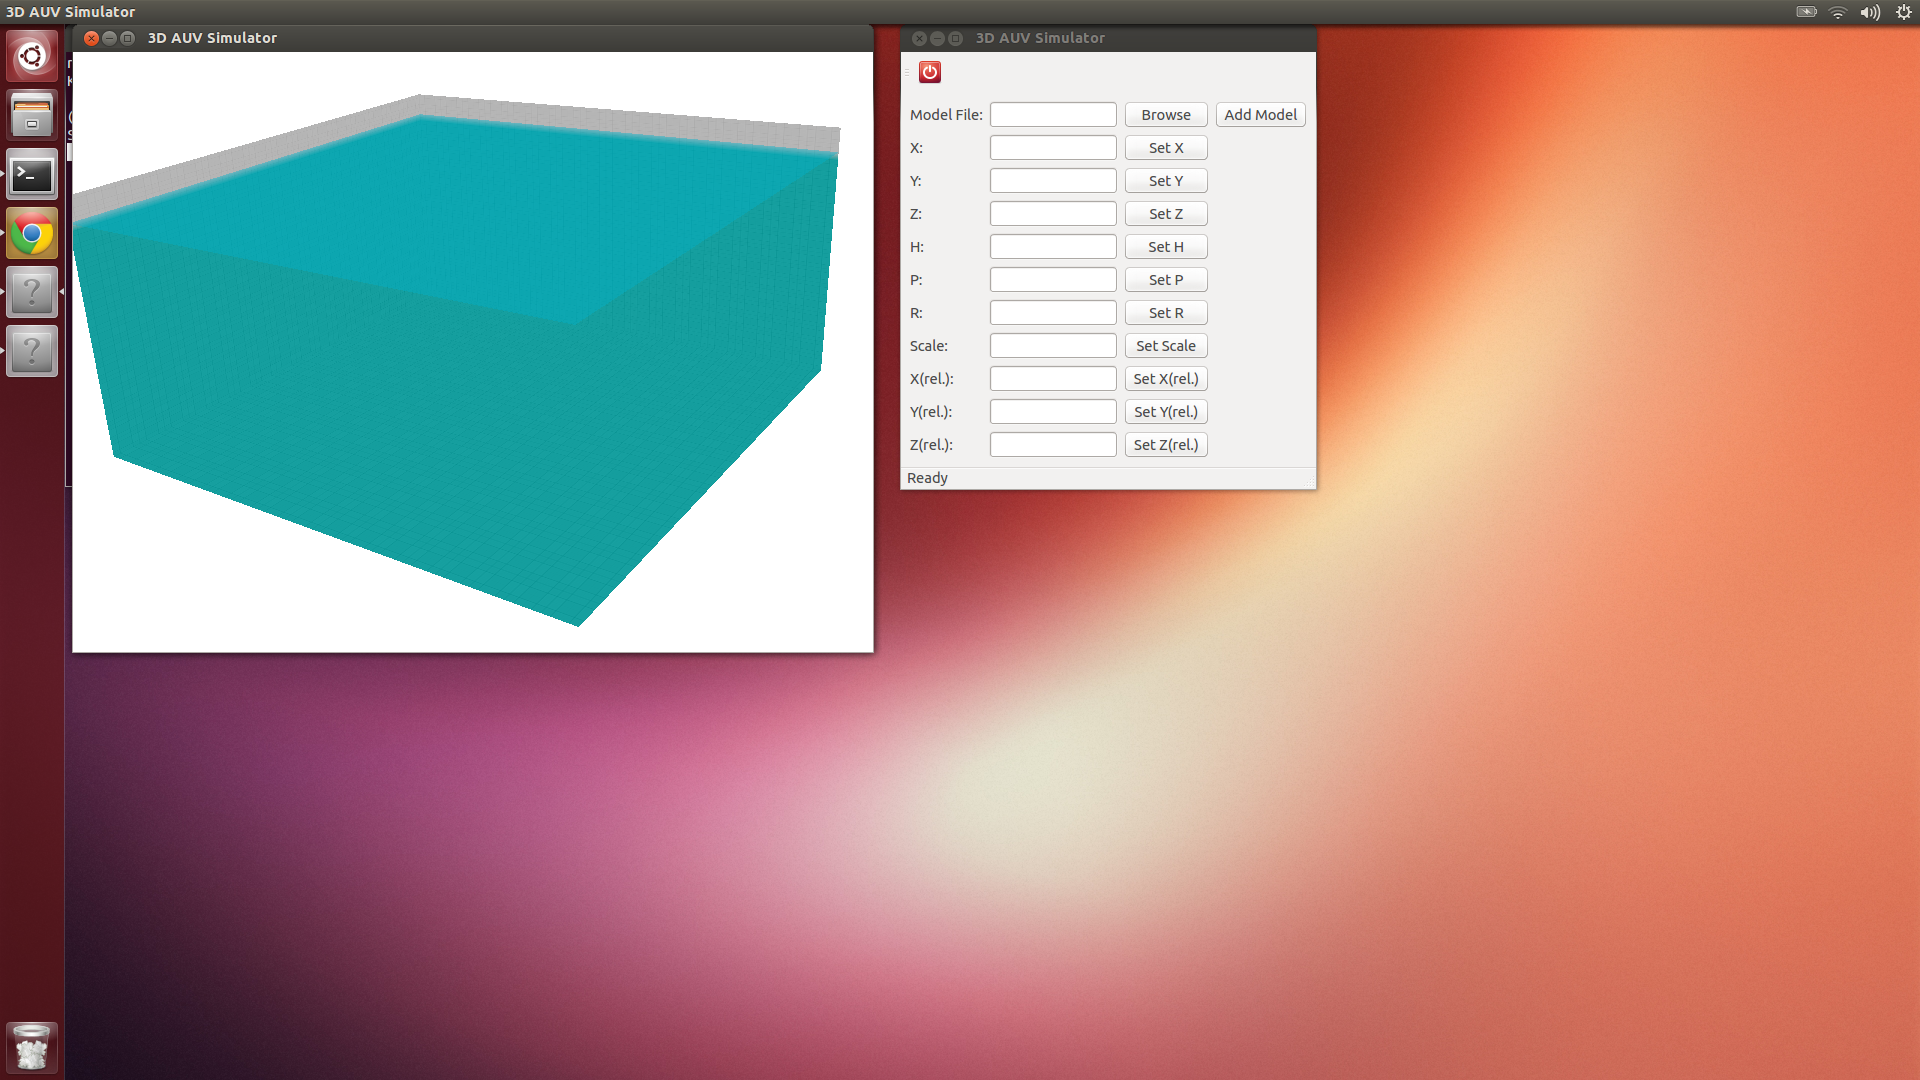 3D AUV Simulator
3D AUV Simulator
3D AUV Simulator
Model File: Browse Add Model
X: Set X
Y: Set Y
Z: Set Z
H: Set H
P: Set P
R: Set R
Scale: Set Scale
X(rel.): Set X(rel.)
Y(rel.): Set Y(rel.)
Z(rel.): Set Z(rel.)
Ready